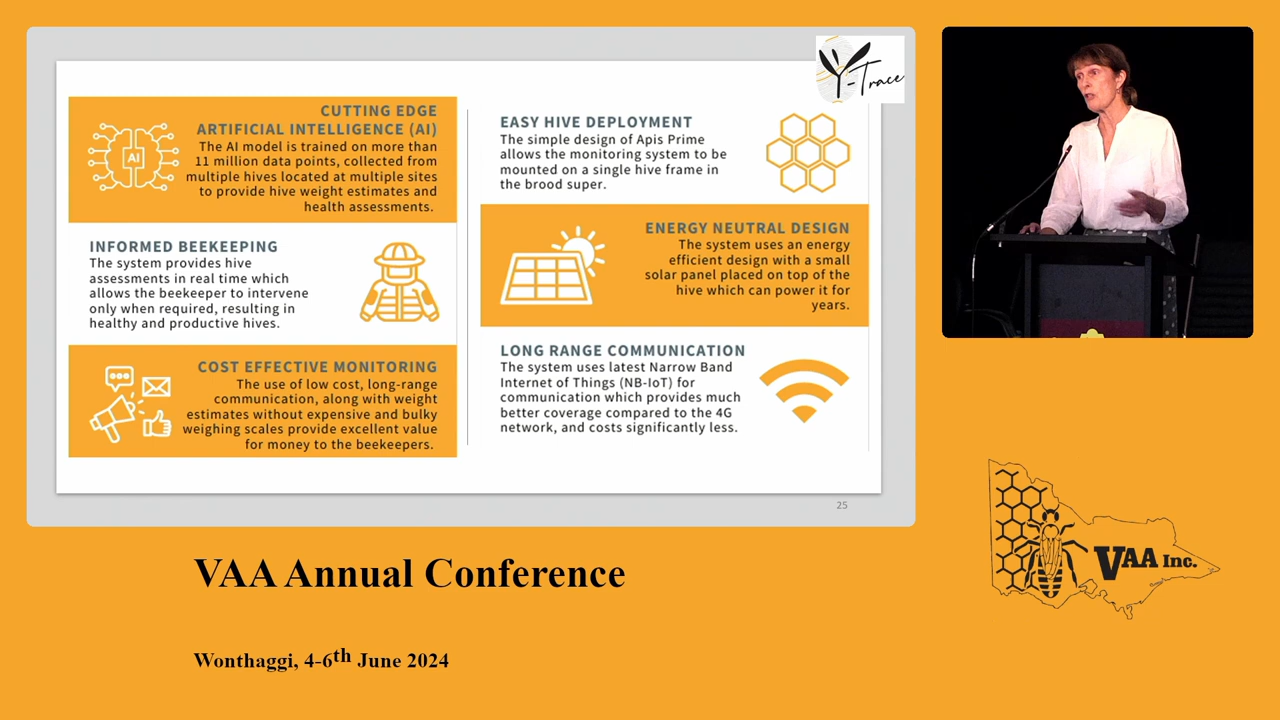 Y-Trace
CUTTING EDGE
ARTIFICIAL INTELLIGENCE (AI)
AI
The AI model is trained on more than
11 million data points, collected from
multiple hives located at multiple sites
to provide hive weight estimates and
health assessments.
INFORMED BEEKEEPING
The system provides hive
assessments in real time which
allows the beekeeper to intervene
only when required, resulting in
healthy and productive hives.
COST EFFECTIVE MONITORING
The use of low cost, long-range
communication, along with weight
estimates without expensive and bulky
weighing scales provide excellent value
for money to the beekeepers.
EASY HIVE DEPLOYMENT
The simple design of Apis Prime
allows the monitoring system to be
mounted on a single hive frame in
the brood super.
ENERGY NEUTRAL DESIGN
The system uses an energy
efficient design with a small
solar panel placed on top of the
hive which can power it for
years.
LONG RANGE COMMUNICATION
The system uses latest Narrow Band
Internet of Things (NB-IoT) for
communication which provides much
better coverage compared to the 4G
network, and costs significantly less.
25
VAA Annual Conference
Wonthaggi, 4-6th June 2024
VAA Inc.